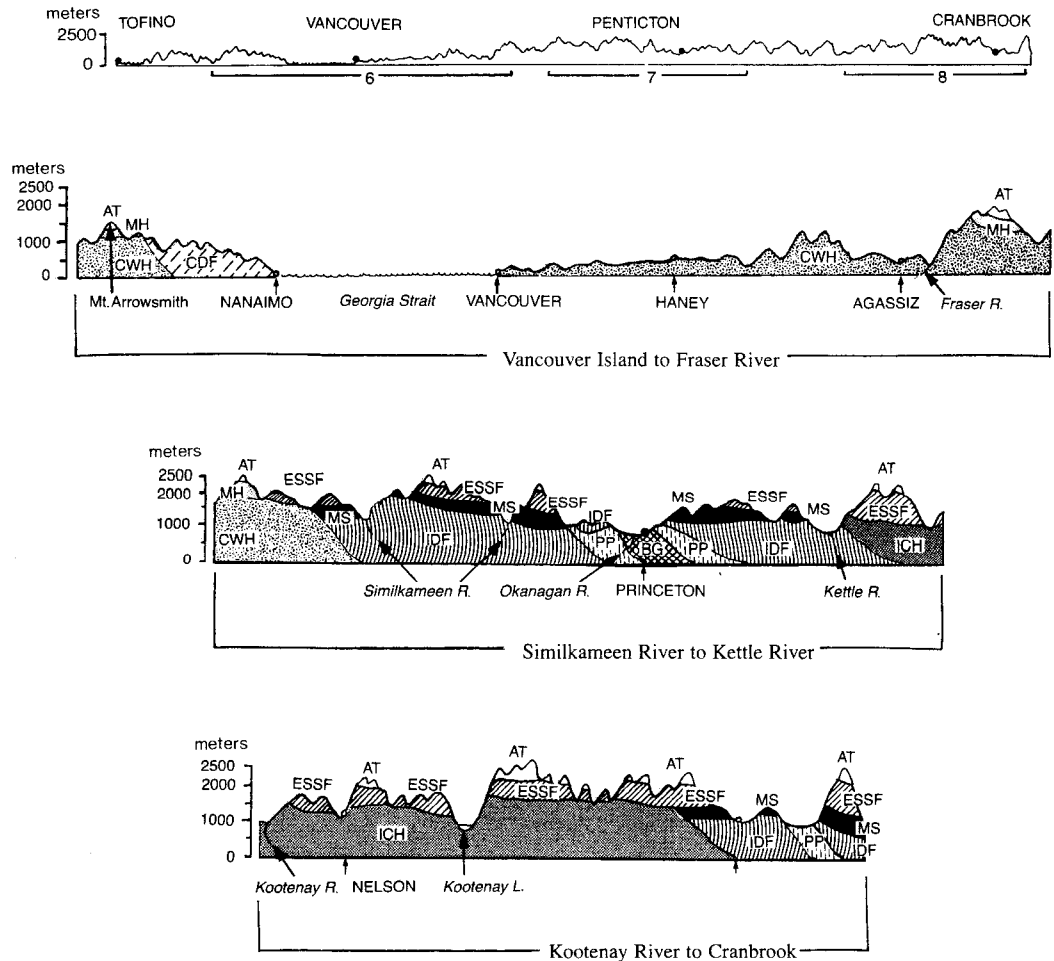 meters
TOFINO VANCOUVER PENTICTON CRANBROOK
2500
0
6 7 8
meters
2500
2000
1000
0
AT MH CWH CDF CWH AT MH
Mt. Arrowsmith NANAIMO Georgia Strait VANCOUVER HANEY AGASSIZ Fraser R.
Vancouver Island to Fraser River
meters
2500
2000
1000
0
AT ESSF AT ESSF ESSF MS ESSF MS AT
MH MS MS IDF ESSF
CWH IDF PP BG PP IDF ICH
Similkameen R. Okanagan R. PRINCETON Kettle R.
Similkameen River to Kettle River
meters
2500
2000
1000
0
ESSF AT ESSF AT ESSF AT ESSF MS AT ESSF
ICH IDF PP MS DF
Kootenay R. NELSON Kootenay L.
Kootenay River to Cranbrook